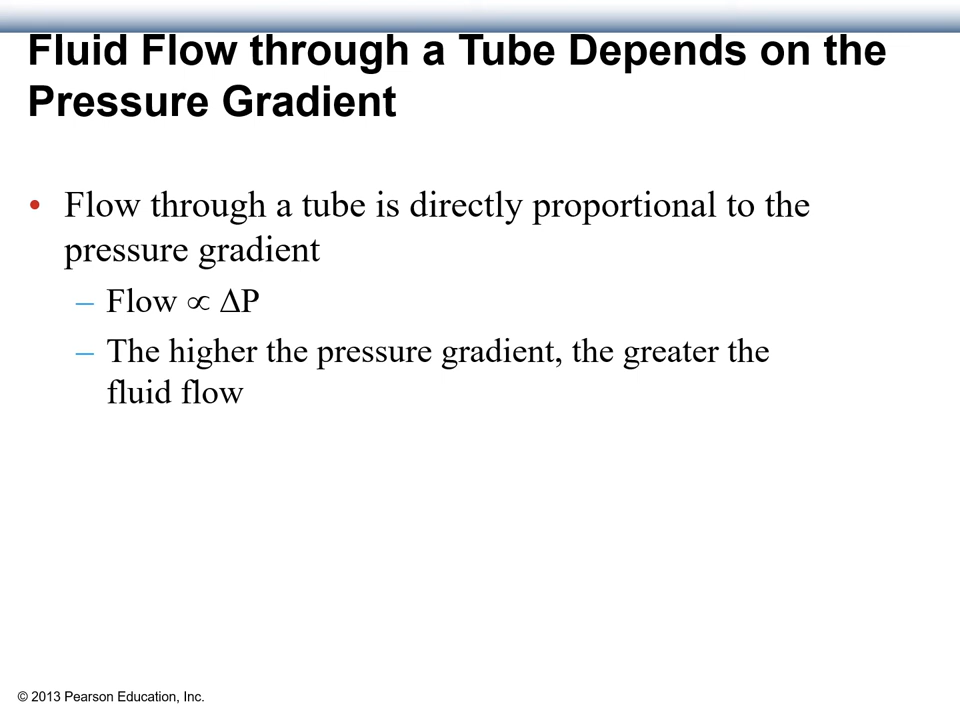 Fluid Flow through a Tube Depends on the
Pressure Gradient
• Flow through a tube is directly proportional to the
pressure gradient
– Flow ∝ ΔP
– The higher the pressure gradient, the greater the
fluid flow
© 2013 Pearson Education, Inc.